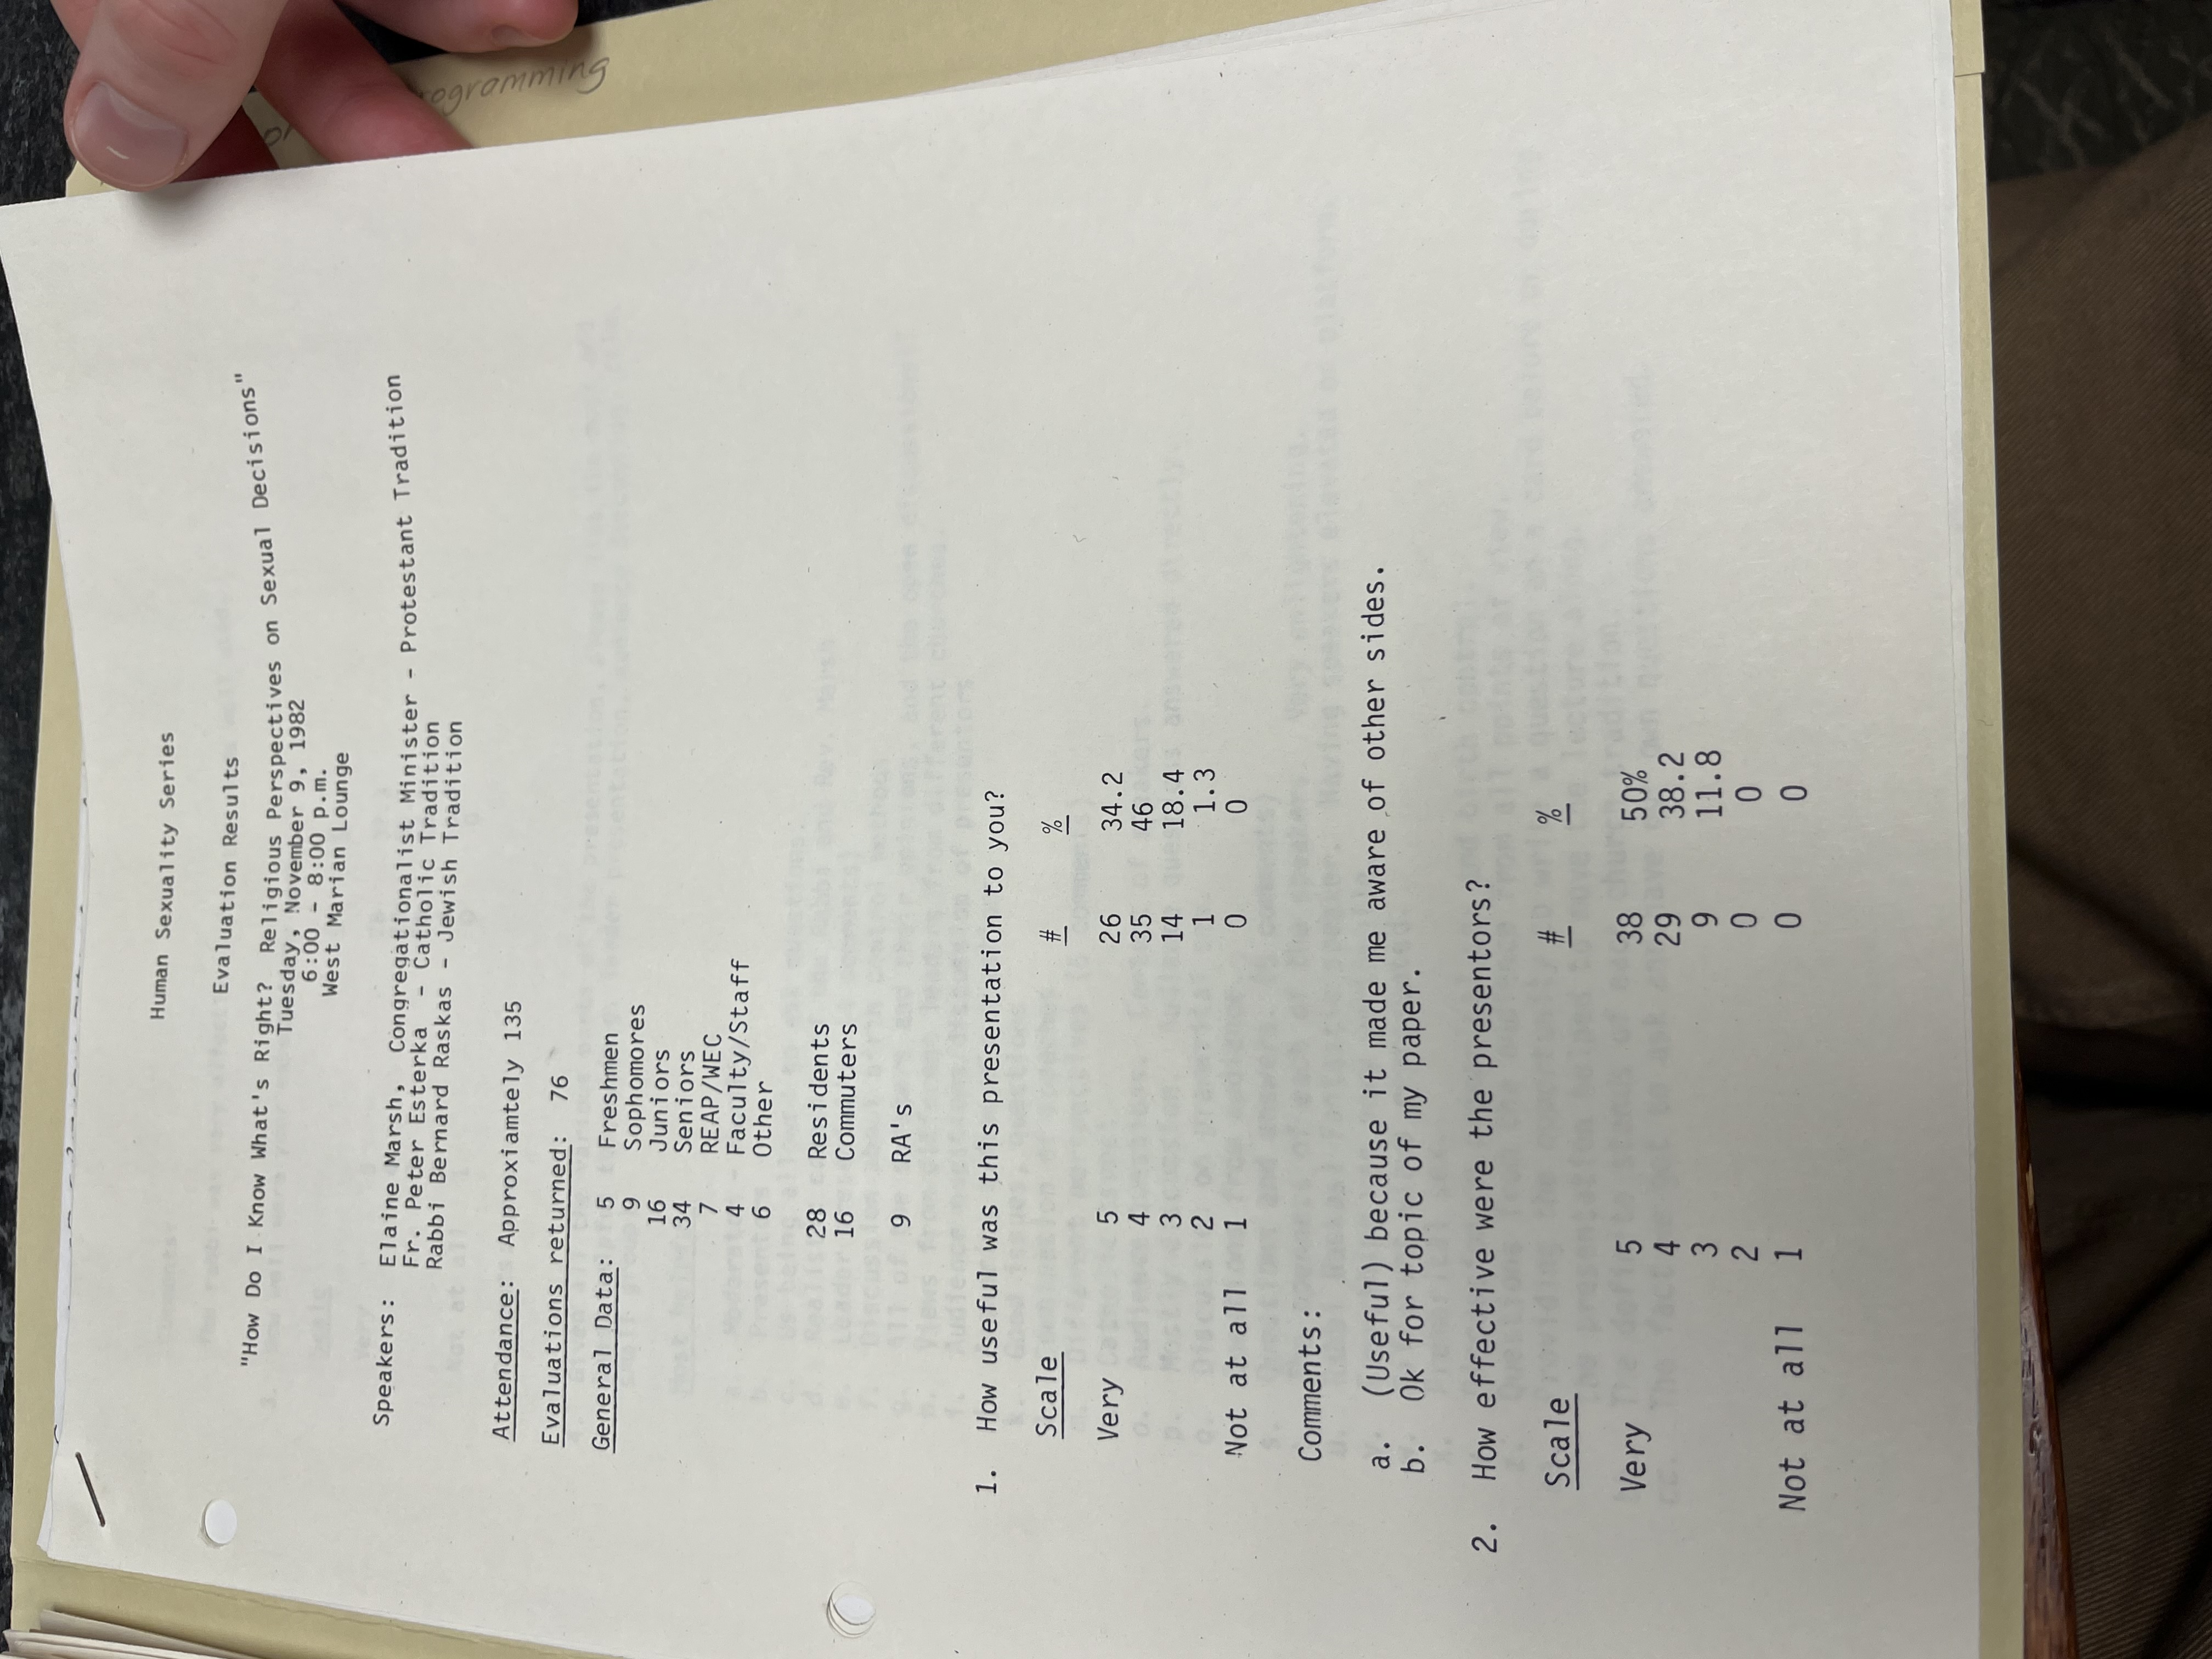 Human Sexuality Series
Evaluation Results
"How Do I Know What's Right? Religious Perspectives on Sexual Decisions"
Tuesday, November 9, 1982
6:00 - 8:00 p.m.
West Marian Lounge
Speakers: Elaine Marsh, Congregationalist Minister - Protestant Tradition
Fr. Peter Esterka - Catholic Tradition
Rabbi Bernard Raskas - Jewish Tradition
Attendance: Approxiamtely 135
Evaluations returned: 76
General Data: 5 Freshmen
9 Sophomores
16 Juniors
34 Seniors
7 REAP/WEC
4 Faculty/Staff
6 Other
28 Residents
16 Commuters
9 RA's
1. How useful was this presentation to you?
Scale # %
Very 5 26 34.2
4 35 46
3 14 18.4
2 1 1.3
Not at all 1 0 0
Comments:
a. (Useful) because it made me aware of other sides.
b. Ok for topic of my paper.
2. How effective were the presentors?
Scale # %
Very 5 38 50%
4 29 38.2
3 9 11.8
2 0 0
Not at all 1 0 0